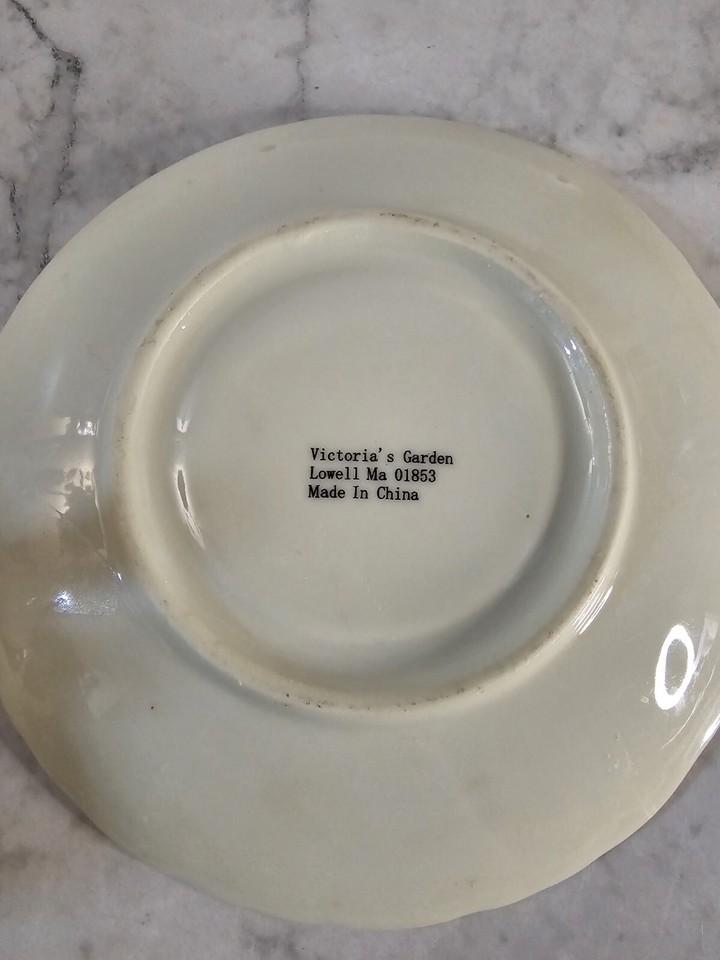 Victoria's Garden
Lowell Ma 01853
Made In China